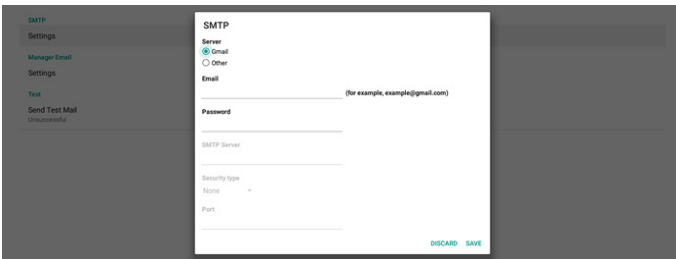 SMTP
Settings
Manager Email
Settings
Test
Send Test Mail
Unsuccessful
SMTP
Server
Gmail
Other
Email
(for example, example@gmail.com)
Password
SMTP Server
Security type
None
Port
DISCARD SAVE